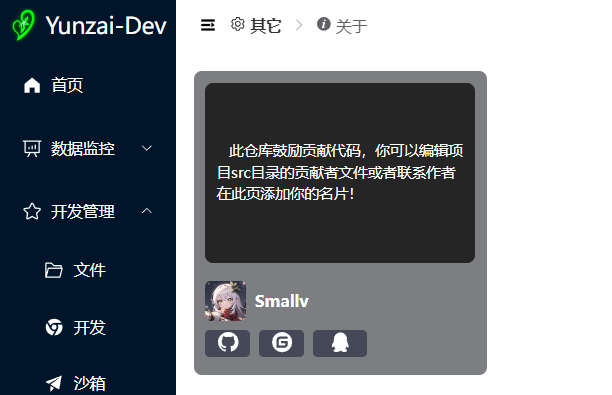 Yunzai-Dev
其它
关于
首页
数据监控
开发管理
文件
开发
沙箱
此仓库鼓励贡献代码，你可以编辑项
目src目录的贡献者文件或者联系作者
在此页添加你的名片！
Smallv